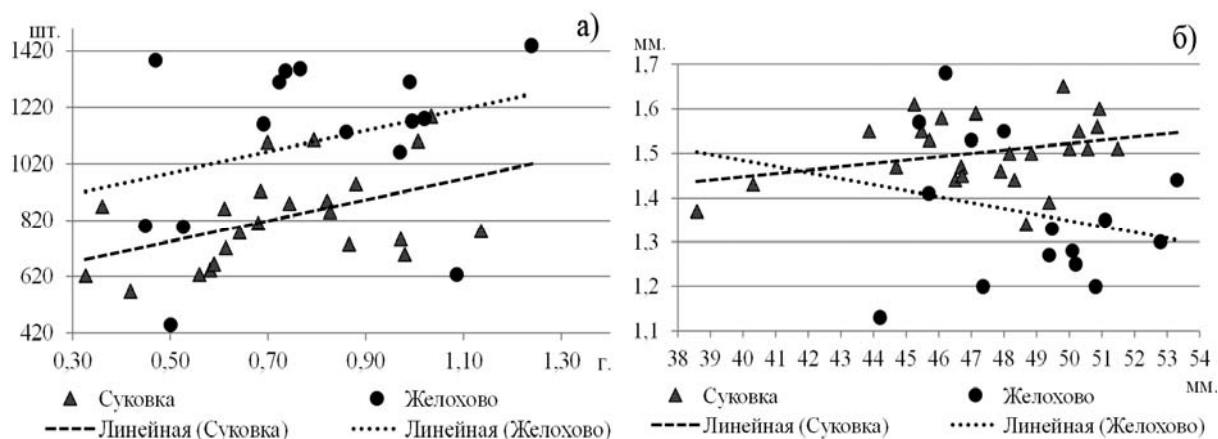 шт. а)
1420
1220
1020
820
620
420
0,30 0,50 0,70 0,90 1,10 1,30 г.
Суковка Желохово
Линейная (Суковка) Линейная (Желохово)
мм. б)
1,7
1,6
1,5
1,4
1,3
1,2
1,1
38 39 40 41 42 43 44 45 46 47 48 49 50 51 52 53 54
мм.
Суковка Желохово
Линейная (Суковка) Линейная (Желохово)